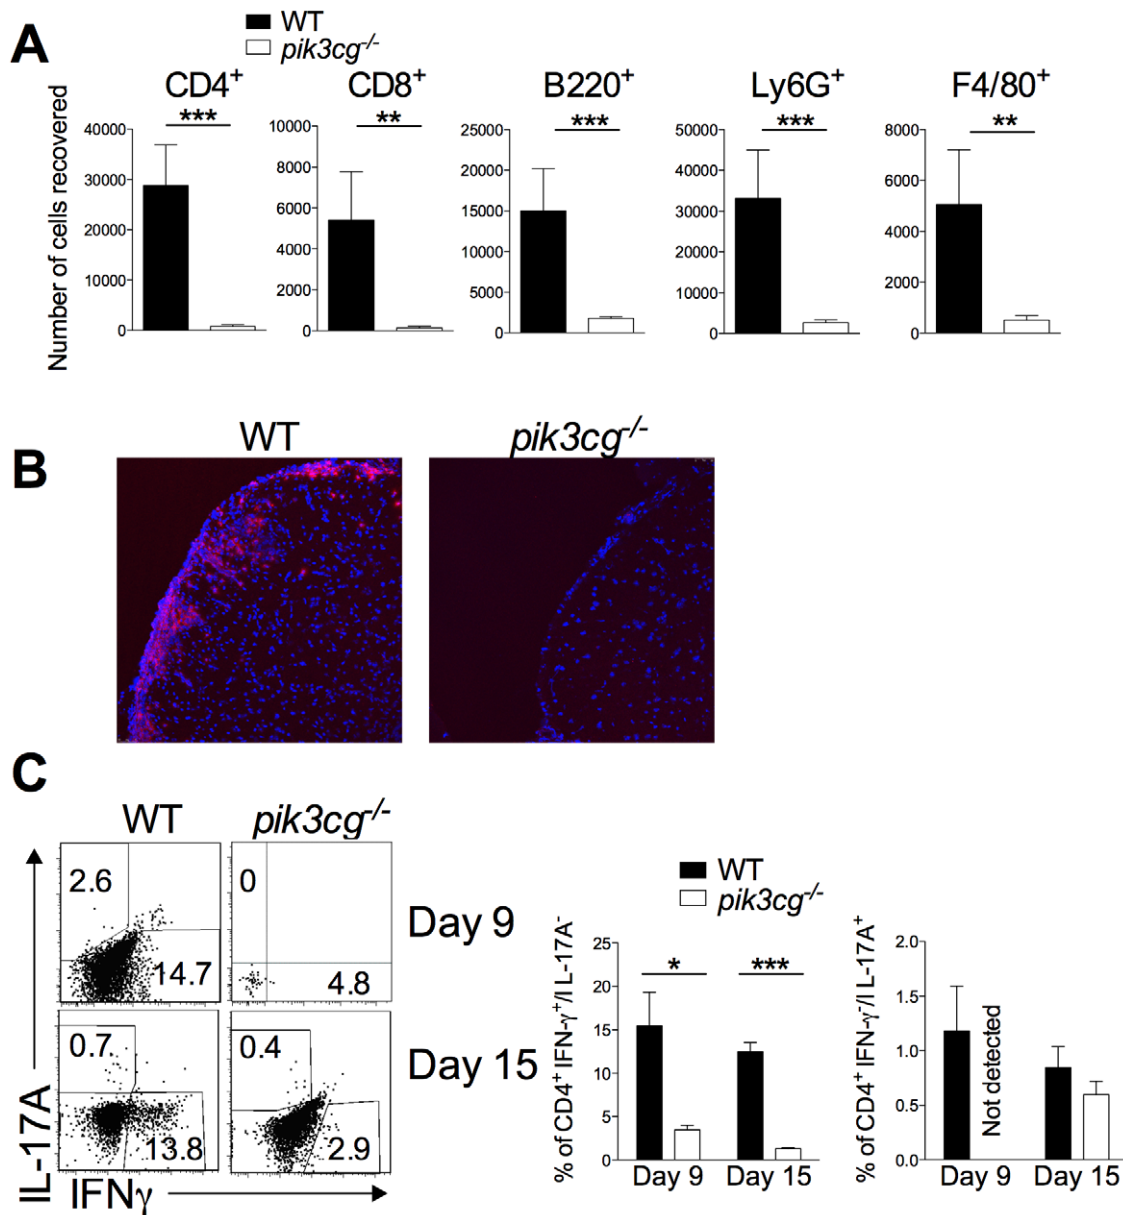 A
WT
pik3cg-/-
CD4+
CD8+
B220+
Ly6G+
F4/80+
***
**
***
***
**
Number of cells recovered
40000
30000
20000
10000
0
10000
8000
6000
4000
2000
0
25000
20000
15000
10000
5000
0
50000
40000
30000
20000
10000
0
8000
6000
4000
2000
0
B
WT
pik3cg-/-
C
WT
pik3cg-/-
2.6
14.7
0
4.8
Day 9
0.7
13.8
0.4
2.9
Day 15
IL-17A
IFNγ
WT
pik3cg-/-
% of CD4+ IFN-γ+/I L-17A-
25
20
15
10
5
0
*
***
Day 9
Day 15
% of CD4+ IFN-γ-/I L-17A+
2.0
1.5
1.0
0.5
0.0
Not detected
Day 9
Day 15